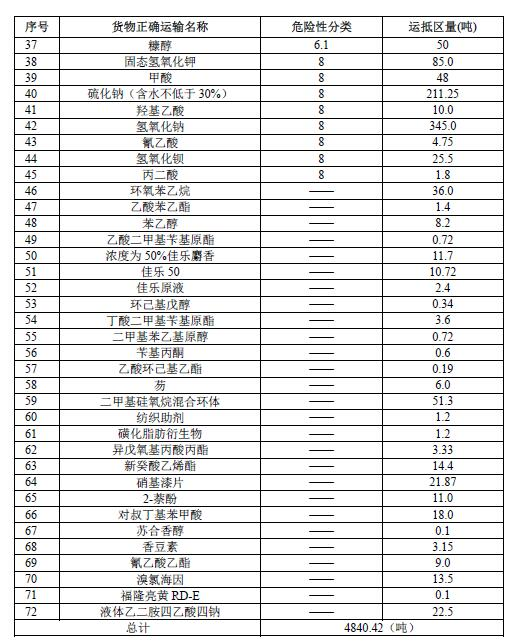 序号 货物正确运输名称 危险性分类 运抵区量(吨)
37 糠醇 6.1 50
38 固态氢氧化钾 8 85.0
39 甲酸 8 48
40 硫化钠（含水不低于30%） 8 211.25
41 羟基乙酸 8 10.0
42 氢氧化钠 8 345.0
43 氰乙酸 8 4.75
44 氢氧化钡 8 25.5
45 丙二酸 8 1.8
46 环氧苯乙烷 —— 36.0
47 乙酸苯乙酯 —— 1.4
48 苯乙醇 —— 8.2
49 乙酸二甲基苄基原酯 —— 0.72
50 浓度为50%佳乐麝香 —— 11.7
51 佳乐50 —— 10.72
52 佳乐原液 —— 2.4
53 环己基戊醇 —— 0.34
54 丁酸二甲基苄基原酯 —— 3.6
55 二甲基苯乙基原醇 —— 0.72
56 苄基丙酮 —— 0.6
57 乙酸环己基乙酯 —— 0.19
58 芴 —— 6.0
59 二甲基硅氧烷混合环体 —— 51.3
60 纺织助剂 —— 1.2
61 磺化脂肪衍生物 —— 1.2
62 异戊氧基丙酸丙酯 —— 3.33
63 新癸酸乙烯酯 —— 14.4
64 硝基漆片 —— 21.87
65 2-萘酚 —— 11.0
66 对叔丁基苯甲酸 —— 18.0
67 苏合香醇 —— 0.1
68 香豆素 —— 3.15
69 氰乙酸乙酯 —— 9.0
70 溴氯海因 —— 13.5
71 福隆亮黄RD-E —— 0.1
72 液体乙二胺四乙酸四钠 —— 22.5
总计 4840.42（吨）